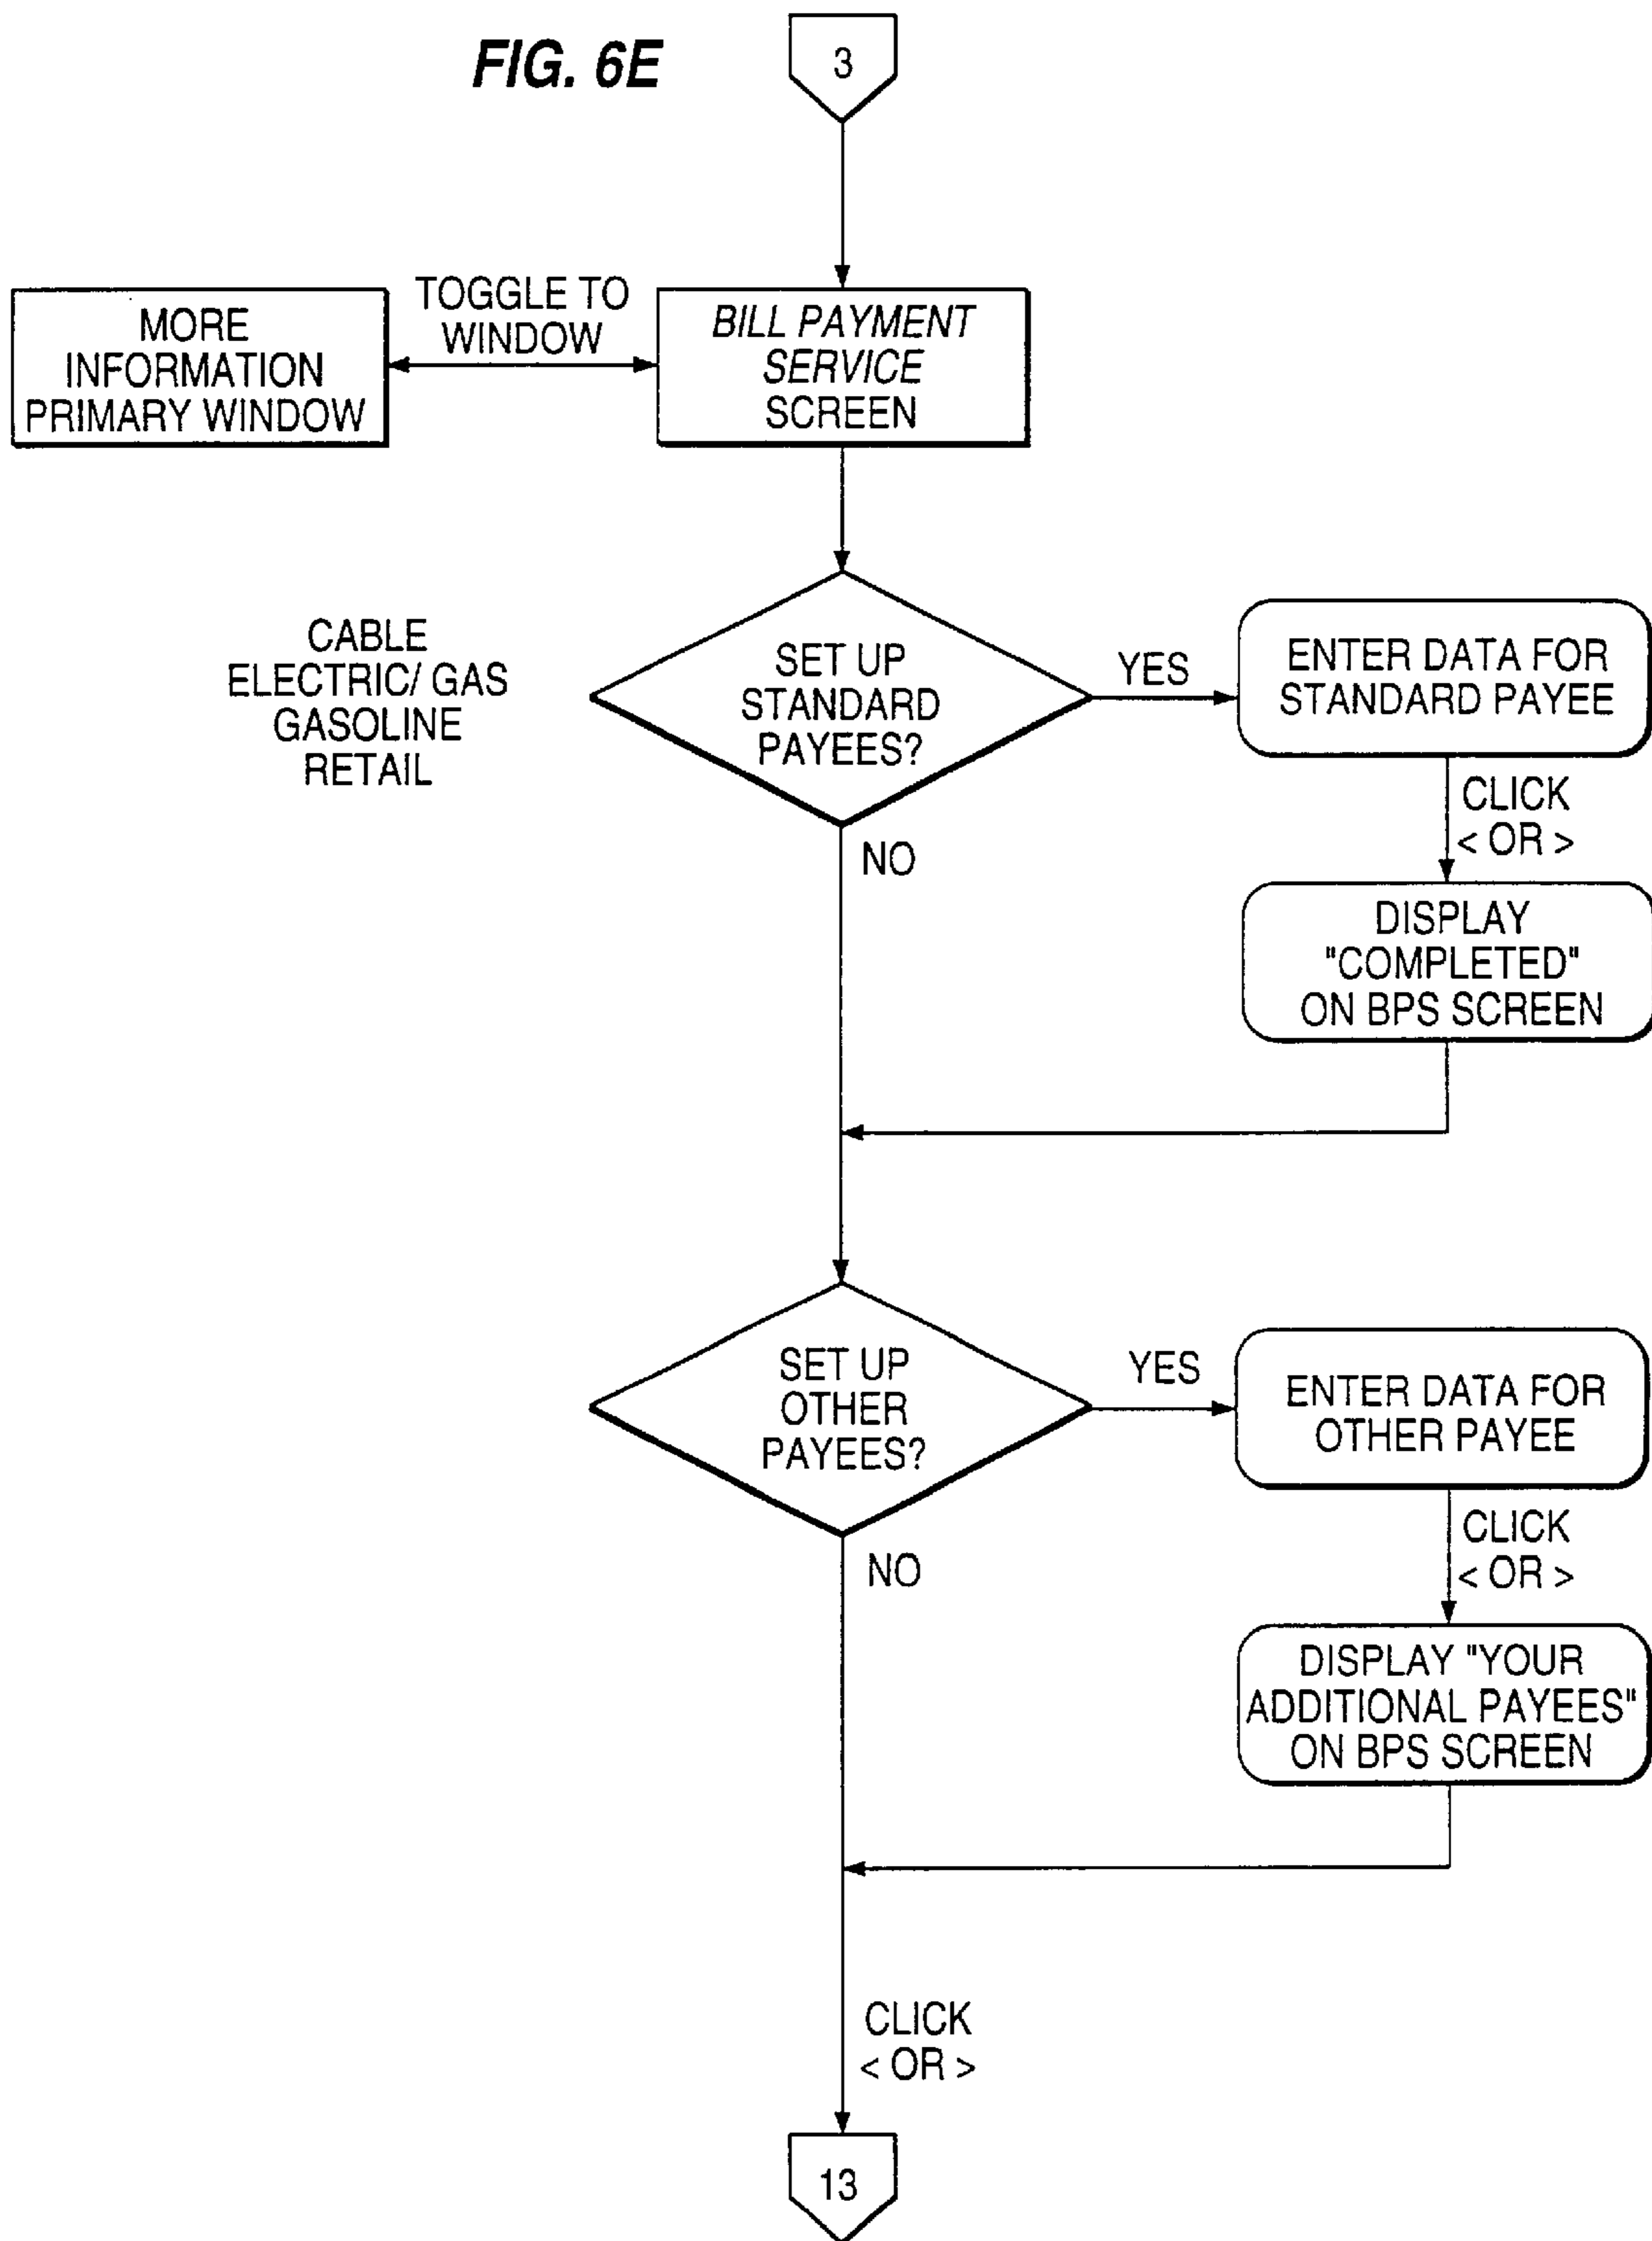 FIG. 6E
3
MORE
INFORMATION
PRIMARY WINDOW
TOGGLE TO
WINDOW
BILL PAYMENT
SERVICE
SCREEN
CABLE
ELECTRIC/ GAS
GASOLINE
RETAIL
SET UP
STANDARD
PAYEES?
YES
ENTER DATA FOR
STANDARD PAYEE
CLICK
< OR >
NO
DISPLAY
"COMPLETED"
ON BPS SCREEN
SET UP
OTHER
PAYEES?
YES
ENTER DATA FOR
OTHER PAYEE
CLICK
< OR >
NO
DISPLAY "YOUR
ADDITIONAL PAYEES"
ON BPS SCREEN
CLICK
< OR >
13